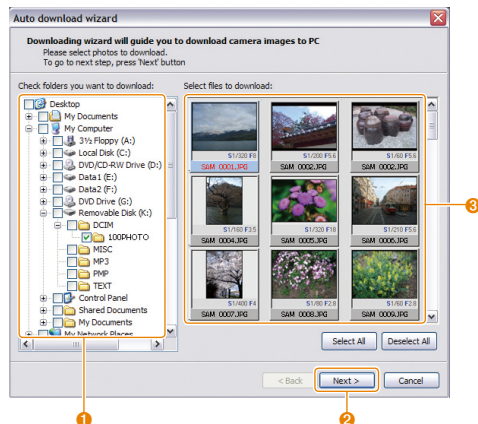 Auto download wizard
Downloading wizard will guide you to download camera images to PC
Please select photos to download.
To go to next step, press 'Next' button
Check folders you want to download:
Select files to download:
Desktop
My Documents
My Computer
3½ Floppy (A:)
Local Disk (C:)
DVD/CD-RW Drive (D:)
Data1 (E:)
Data2 (F:)
DVD Drive (G:)
Removable Disk (K:)
DCIM
100PHOTO
MISC
MP3
PMP
TEXT
Control Panel
Shared Documents
My Documents
My Network Places
S1/320 F8
S1/200 F5.6
S1/60 F5.6
SAM_0001.JPG
SAM_0002.JPG
SAM_0002.JPG
S1/160 F3.5
S1/320 F18
S1/210 F5.6
SAM_0004.JPG
SAM_0005.JPG
SAM_0006.JPG
S1/400 F4
S1/80 F2.8
S1/60 F2.8
SAM_0007.JPG
SAM_0008.JPG
SAM_0009.JPG
3
Select All
Deselect All
< Back
Next >
Cancel
1
2